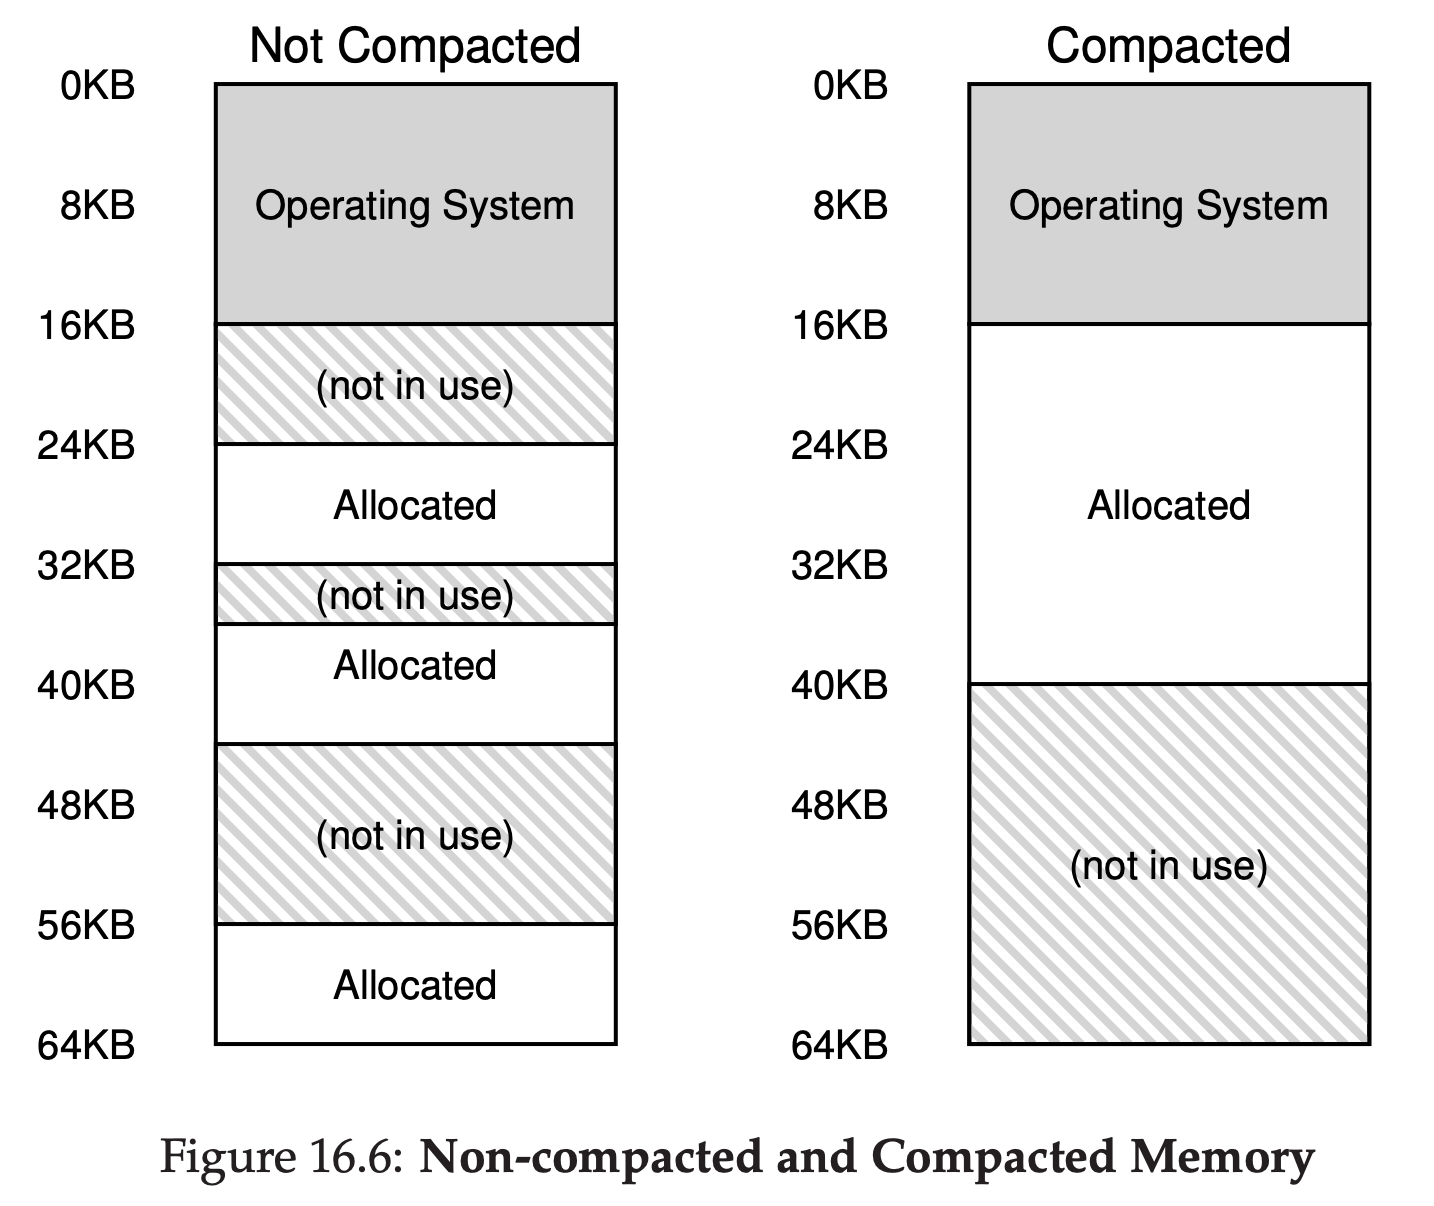 Not Compacted
0KB
8KB
Operating System
16KB
(not in use)
24KB
Allocated
32KB
(not in use)
Allocated
40KB
48KB
(not in use)
56KB
Allocated
64KB
Compacted
0KB
8KB
Operating System
16KB
24KB
Allocated
32KB
40KB
48KB
(not in use)
56KB
64KB
Figure 16.6: Non-compacted and Compacted Memory